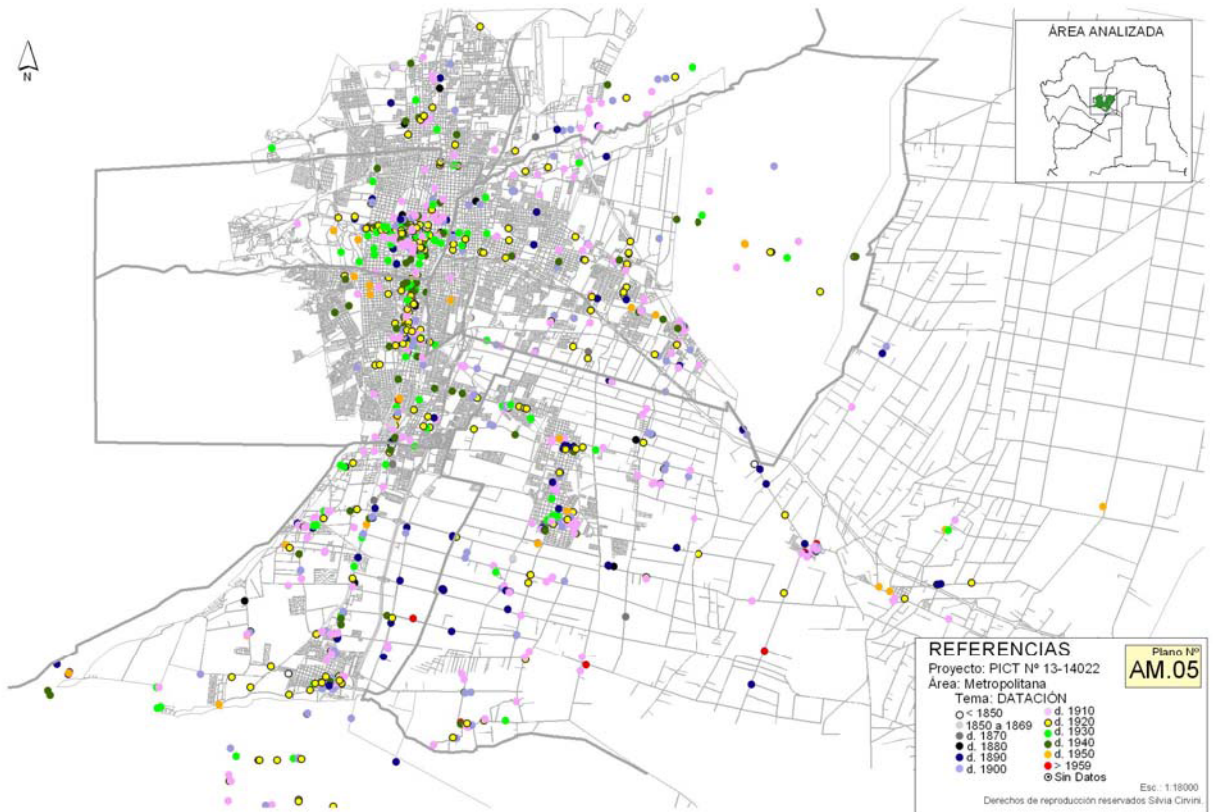 N
ÁREA ANALIZADA
REFERENCIAS
Proyecto: PICT Nº 13-14022
Área: Metropolitana
Tema: DATACIÓN
Plano Nº
AM.05
< 1850
1850 a 1869
d. 1870
d. 1880
d. 1890
d. 1900
d. 1910
d. 1920
d. 1930
d. 1940
d. 1950
> 1959
Sin Datos
Esc.: 1:18000
Derechos de reproducción reservados Silvia Cirvini.